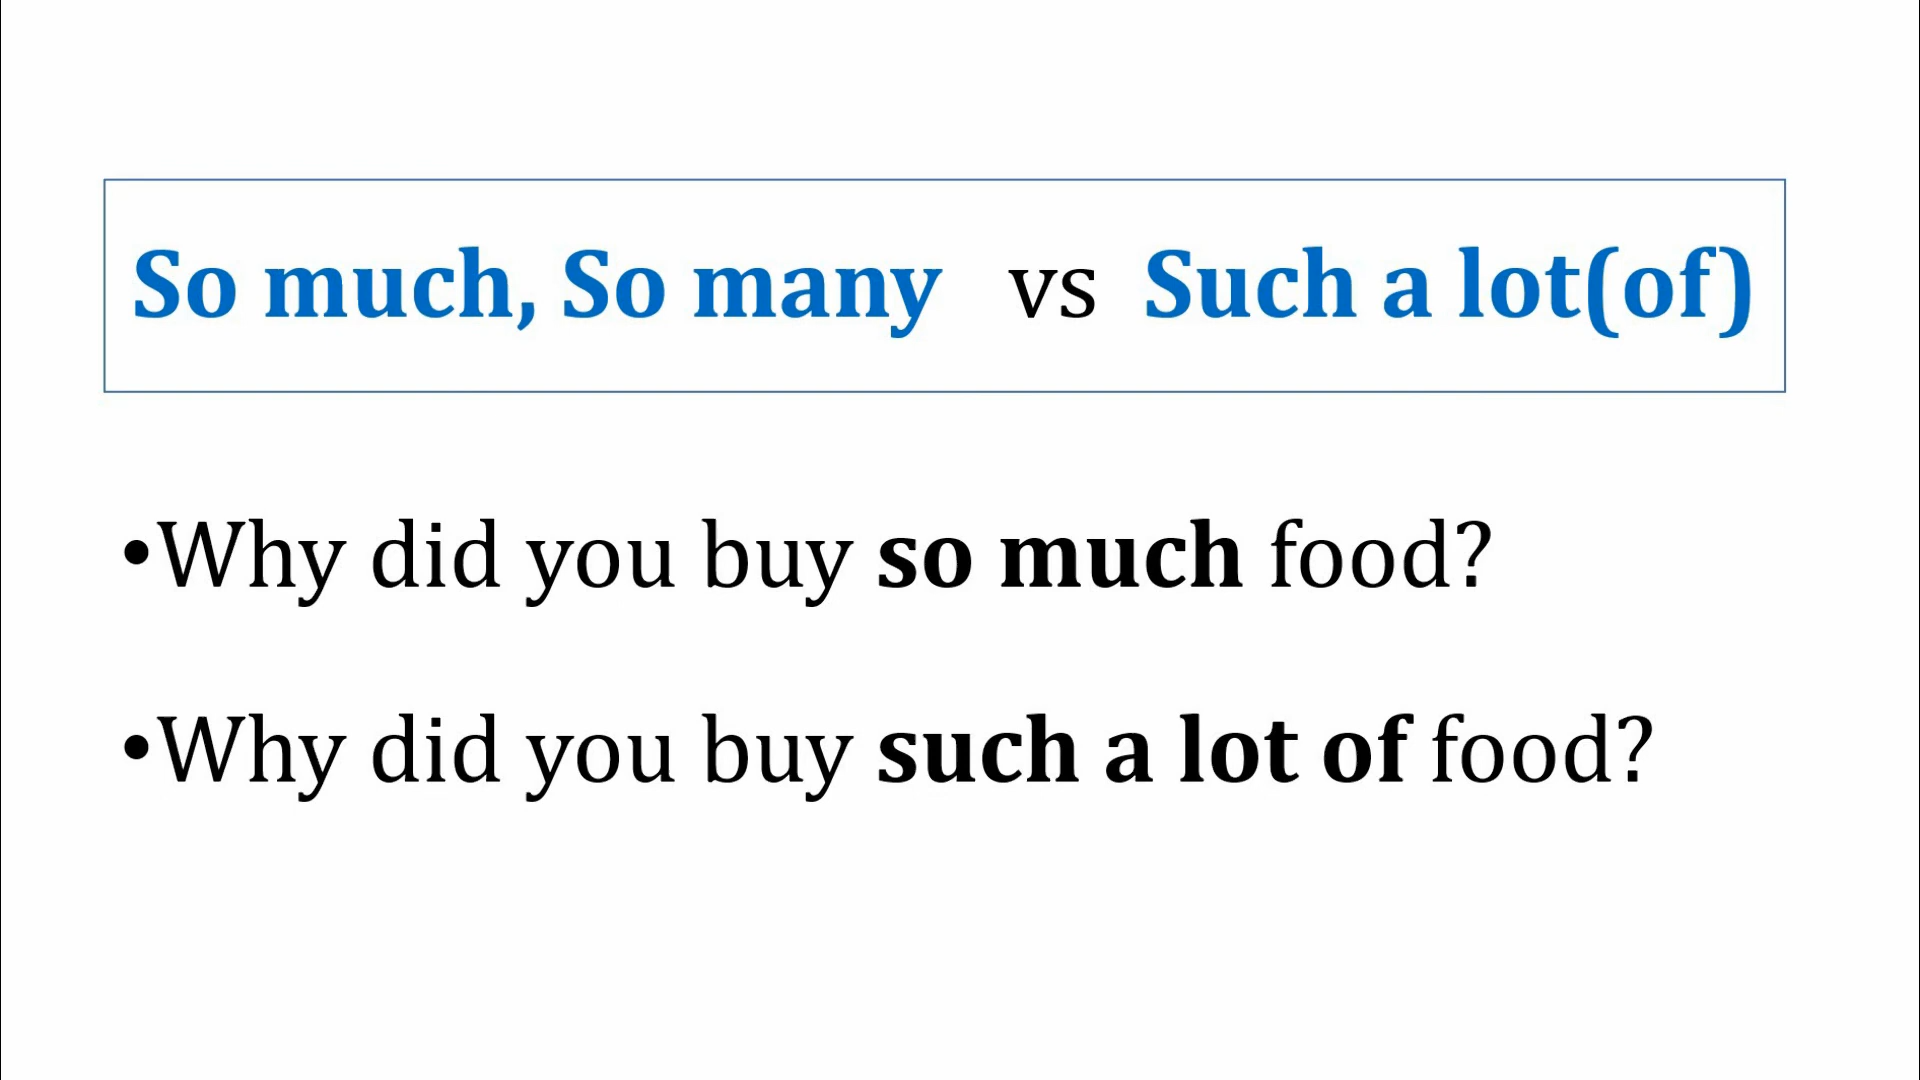 So much, So many vs Such a lot(of)
•Why did you buy so much food?
•Why did you buy such a lot of food?